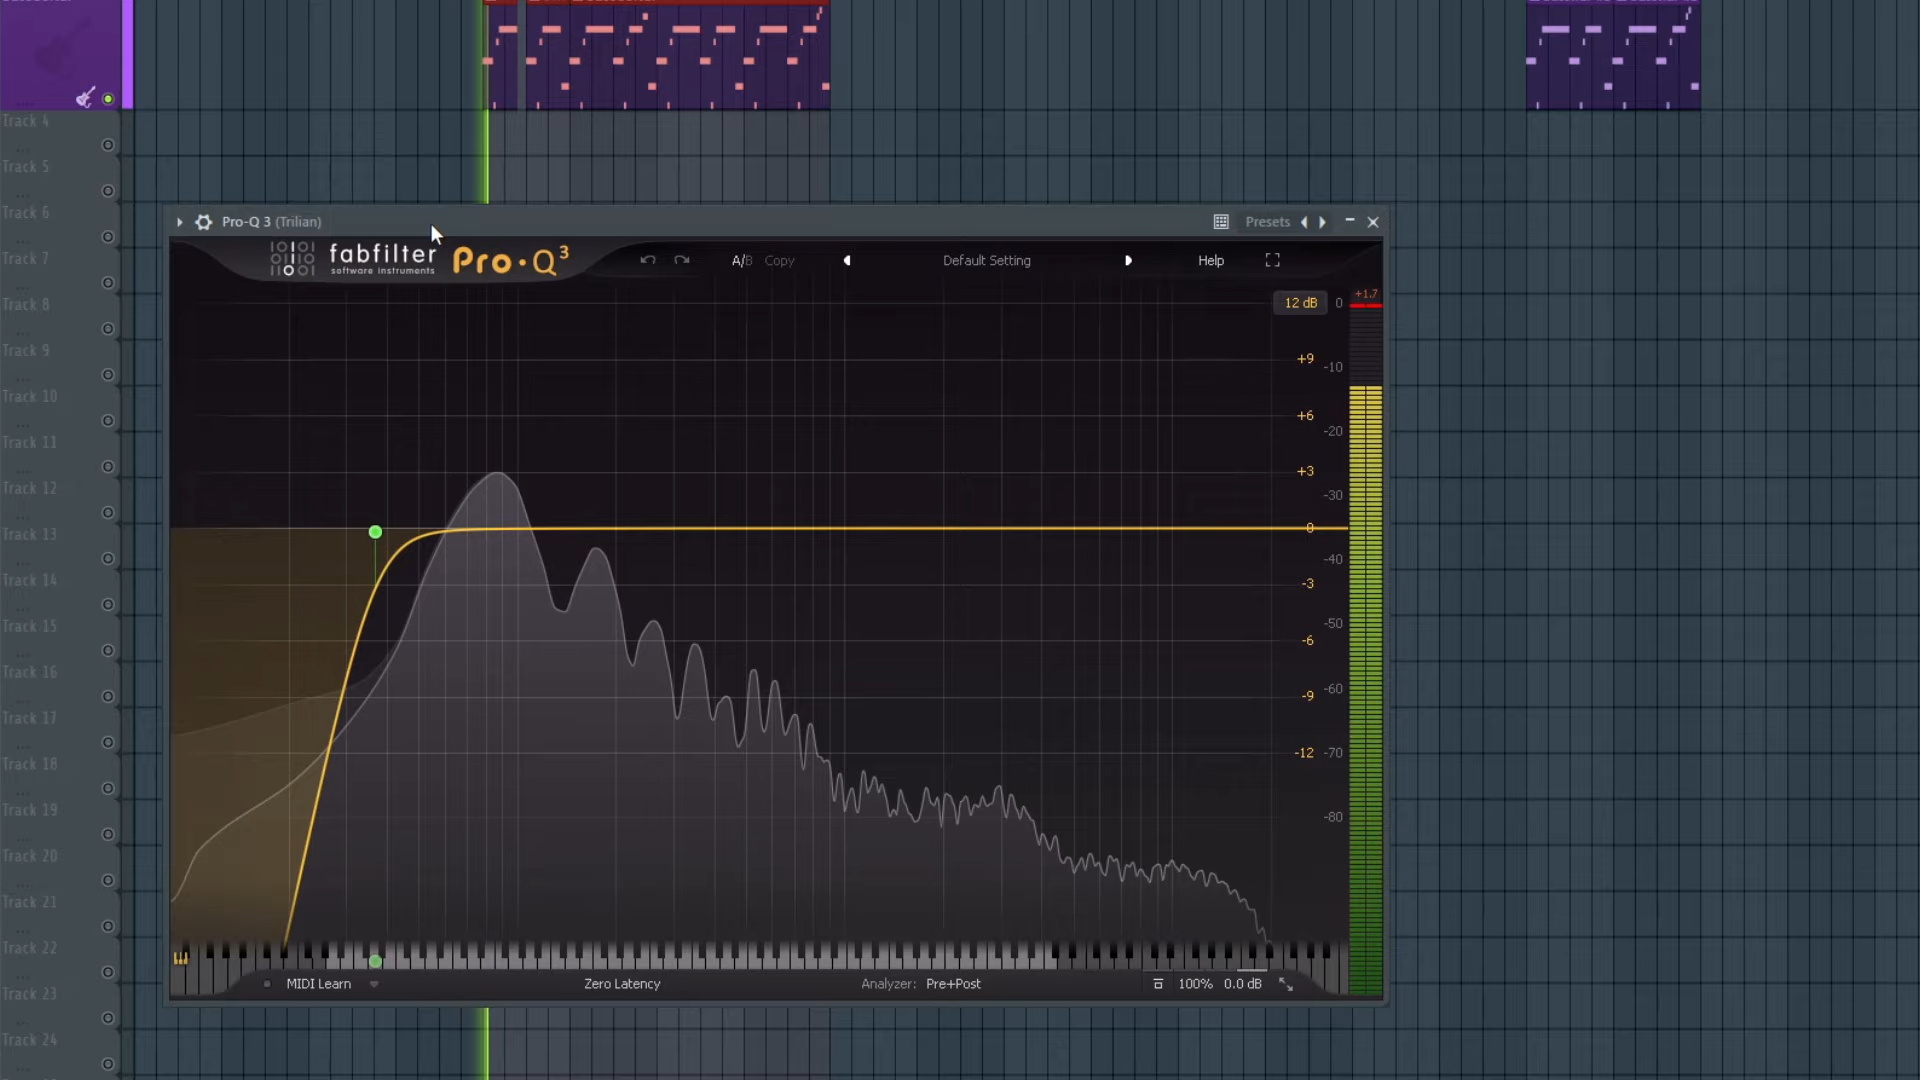 Track 4
Track 5
Track 6
Track 7
Track 8
Track 9
Track 10
Track 11
Track 12
Track 13
Track 14
Track 15
Track 16
Track 17
Track 18
Track 19
Track 20
Track 21
Track 22
Track 23
Track 24
Pro-Q 3 (Trilian)
Presets
fabfilter
software instruments
Pro·Q3
A/B Copy
Default Setting
Help
12 dB
+9
+6
+3
0
-3
-6
-9
-12
+1.7
0
-10
-20
-30
-40
-50
-60
-70
-80
MIDI Learn
Zero Latency
Analyzer: Pre+Post
100%
0.0 dB